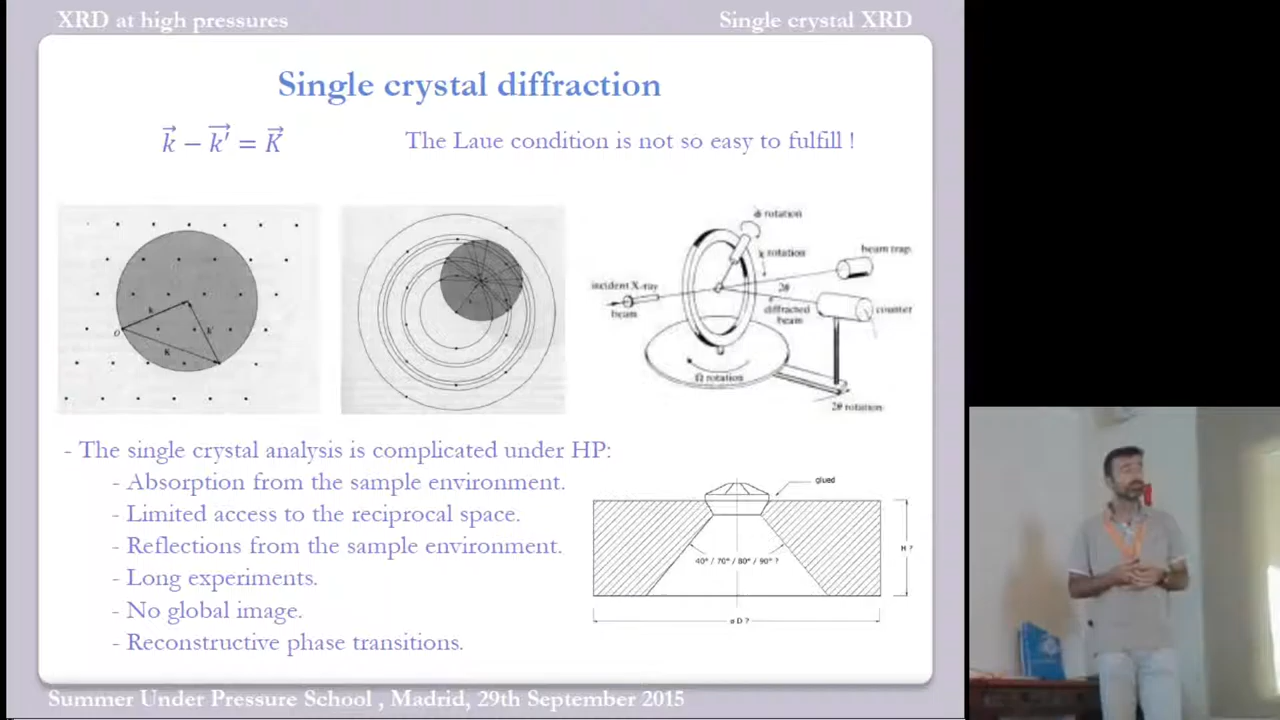 XRD at high pressures
Single crystal XRD
Single crystal diffraction
k⃗ − k′⃗ = K⃗
The Laue condition is not so easy to fulfill !
O
k
k'
K
ϕ rotation
χ rotation
beam trap
incident X-ray
beam
2θ
diffracted
beam
counter
Ω rotation
2θ rotation
- The single crystal analysis is complicated under HP:
- Absorption from the sample environment.
- Limited access to the reciprocal space.
- Reflections from the sample environment.
- Long experiments.
- No global image.
- Reconstructive phase transitions.
glued
40° / 70° / 80° / 90° ?
H ?
ø D ?
Summer Under Pressure School , Madrid, 29th September 2015